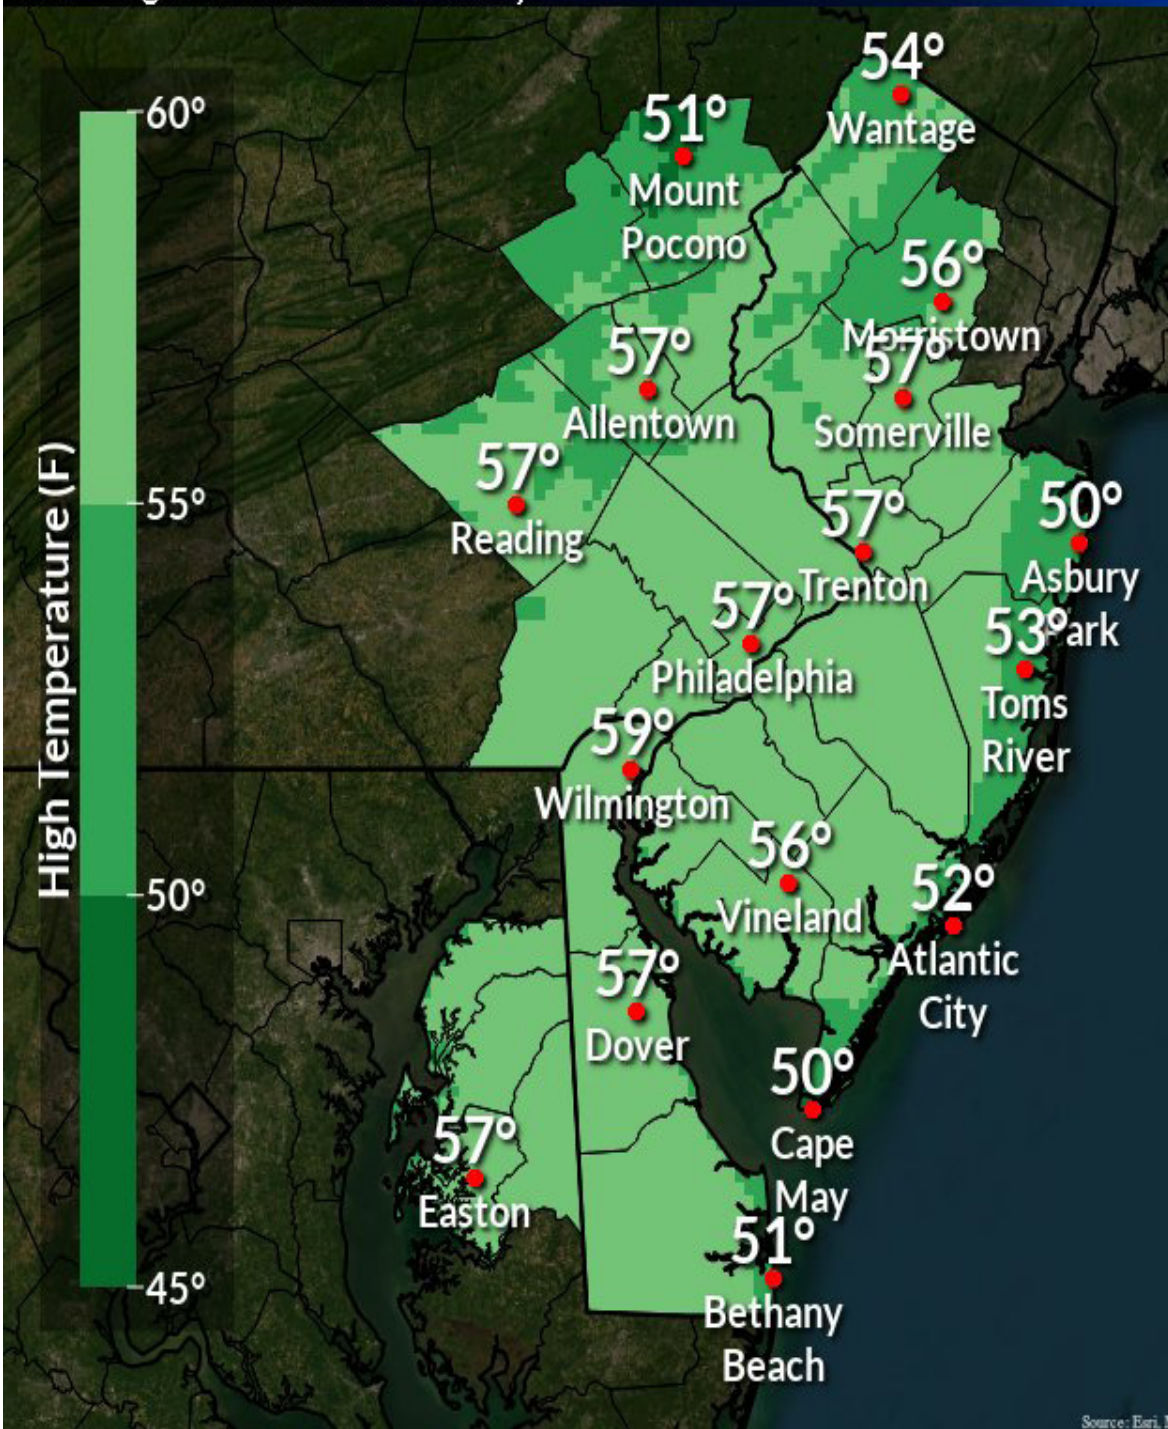 54°
Wantage
51°
Mount
Pocono
56°
Morristown
57°
Allentown
57°
Somerville
57°
Reading
57°
Trenton
50°
Asbury
Park
57°
Philadelphia
53°
Toms
River
59°
Wilmington
56°
Vineland
52°
Atlantic
City
57°
Dover
50°
Cape
May
57°
Easton
51°
Bethany
Beach
High Temperature (F)
60°
55°
50°
45°
Source: Esri,